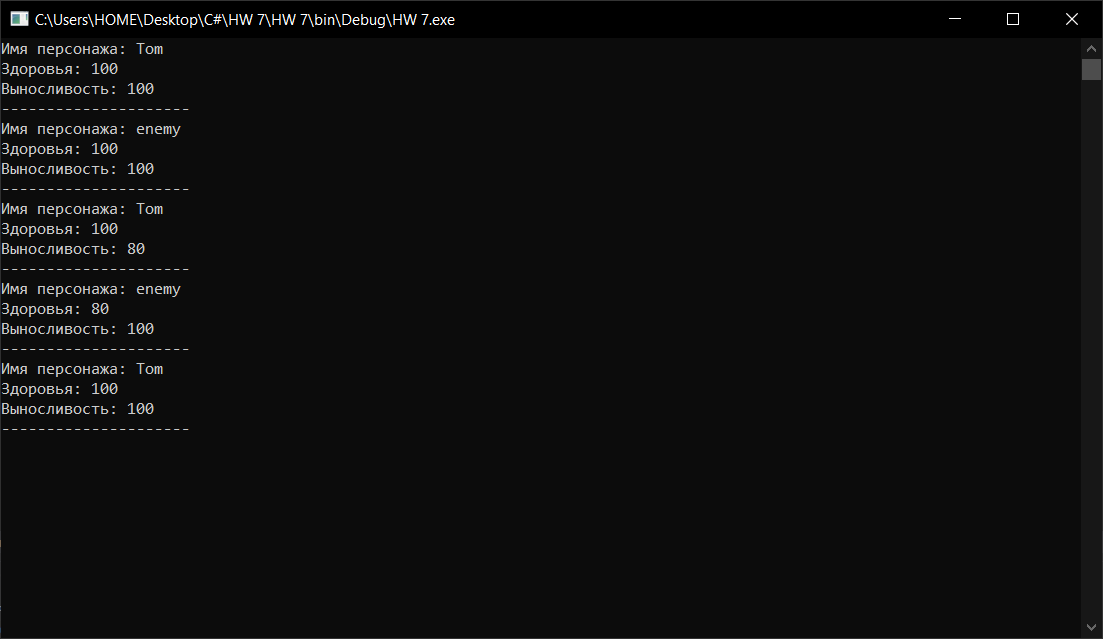 C:\Users\HOME\Desktop\C#\HW 7\HW 7\bin\Debug\HW 7.exe
Имя персонажа: Tom
Здоровья: 100
Выносливость: 100
---------------------
Имя персонажа: enemy
Здоровья: 100
Выносливость: 100
---------------------
Имя персонажа: Tom
Здоровья: 100
Выносливость: 80
---------------------
Имя персонажа: enemy
Здоровья: 80
Выносливость: 100
---------------------
Имя персонажа: Tom
Здоровья: 100
Выносливость: 100
---------------------